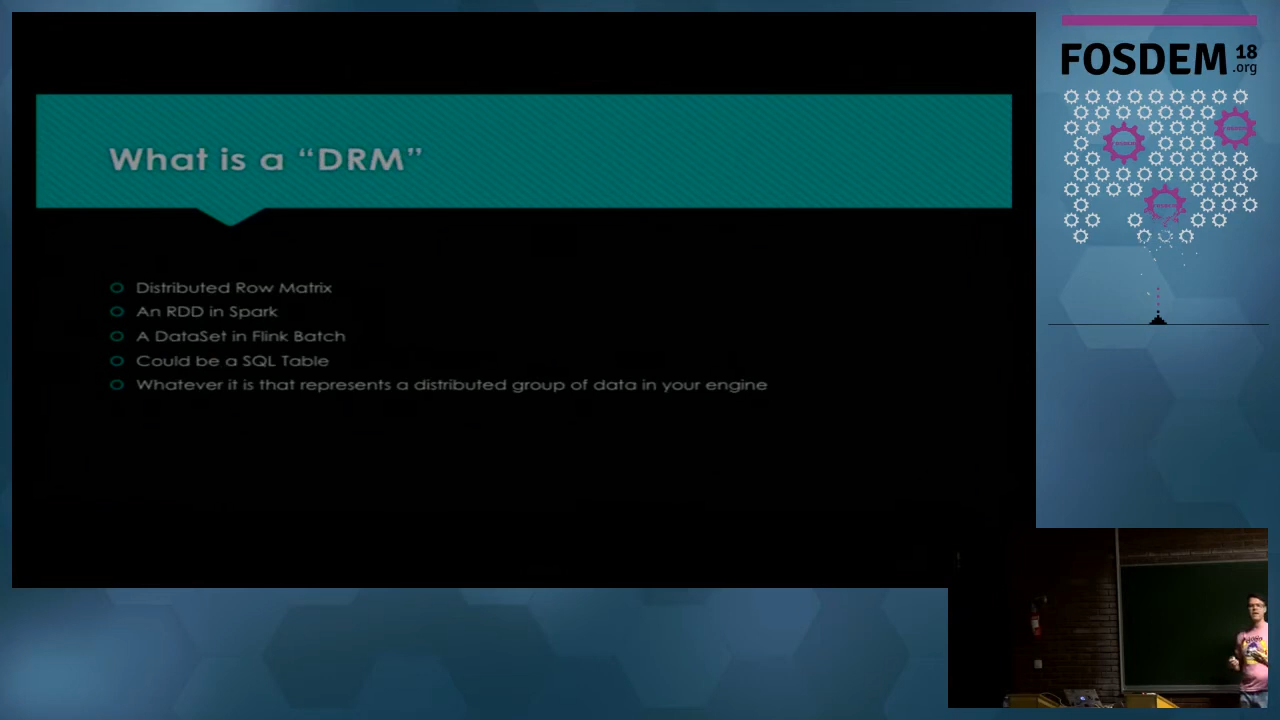 What is a “DRM”
Distributed Row Matrix
An RDD in Spark
A DataSet in Flink Batch
Could be a SQL Table
Whatever it is that represents a distributed group of data in your engine
FOSDEM 18
.org